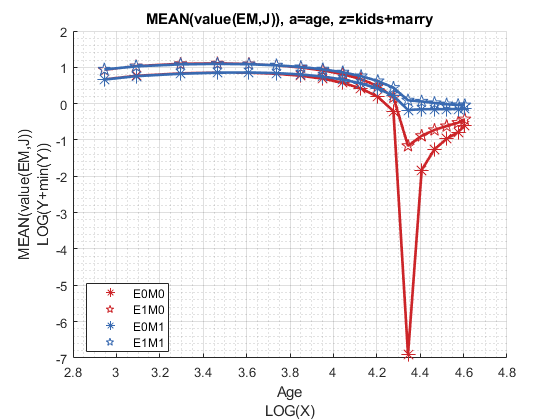 MEAN(value(EM,J)), a=age, z=kids+marry
MEAN(value(EM,J))
LOG(Y+min(Y))
2
1
0
-1
-2
-3
-4
-5
-6
-7
E0M0
E1M0
E0M1
E1M1
2.8 3 3.2 3.4 3.6 3.8 4 4.2 4.4 4.6 4.8
Age
LOG(X)